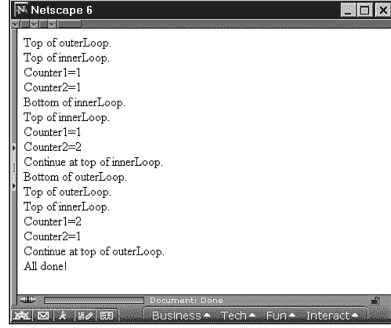 Netscape 6
Top of outerLoop.
Top of innerLoop.
Counter1=1
Counter2=1
Bottom of innerLoop.
Top of innerLoop.
Counter1=1
Counter2=2
Continue at top of innerLoop.
Bottom of outerLoop.
Top of outerLoop.
Top of innerLoop.
Counter1=2
Counter2=1
Continue at top of outerLoop.
All done!
Document: Done
Business Tech Fun Interact